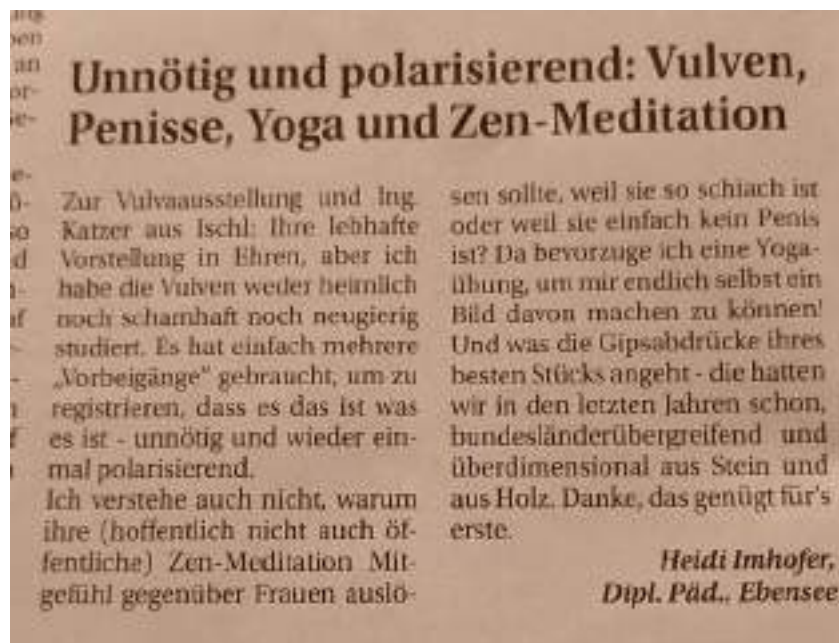 Unnötig und polarisierend: Vulven,
Penisse, Yoga und Zen-Meditation
Zur Vulvaausstellung und Ing.
Katzer aus Ischl: Ihre lebhafte
Vorstellung in Ehren, aber ich
habe die Vulven weder heimlich
noch schamhaft noch neugierig
studiert. Es hat einfach mehrere
„Vorbeigänge" gebraucht, um zu
registrieren, dass es das ist was
es ist - unnötig und wieder ein-
mal polarisierend.
Ich verstehe auch nicht, warum
ihre (hoffentlich nicht auch öf-
fentliche) Zen-Meditation Mit-
gefühl gegenüber Frauen auslö-
sen sollte, weil sie so schiach ist
oder weil sie einfach kein Penis
ist? Da bevorzuge ich eine Yoga-
übung, um mir endlich selbst ein
Bild davon machen zu können!
Und was die Gipsabdrücke ihres
besten Stücks angeht - die hatten
wir in den letzten Jahren schon,
bundesländerübergreifend und
überdimensional aus Stein und
aus Holz. Danke, das genügt für's
erste.
Heidi Imhofer,
Dipl. Päd., Ebensee